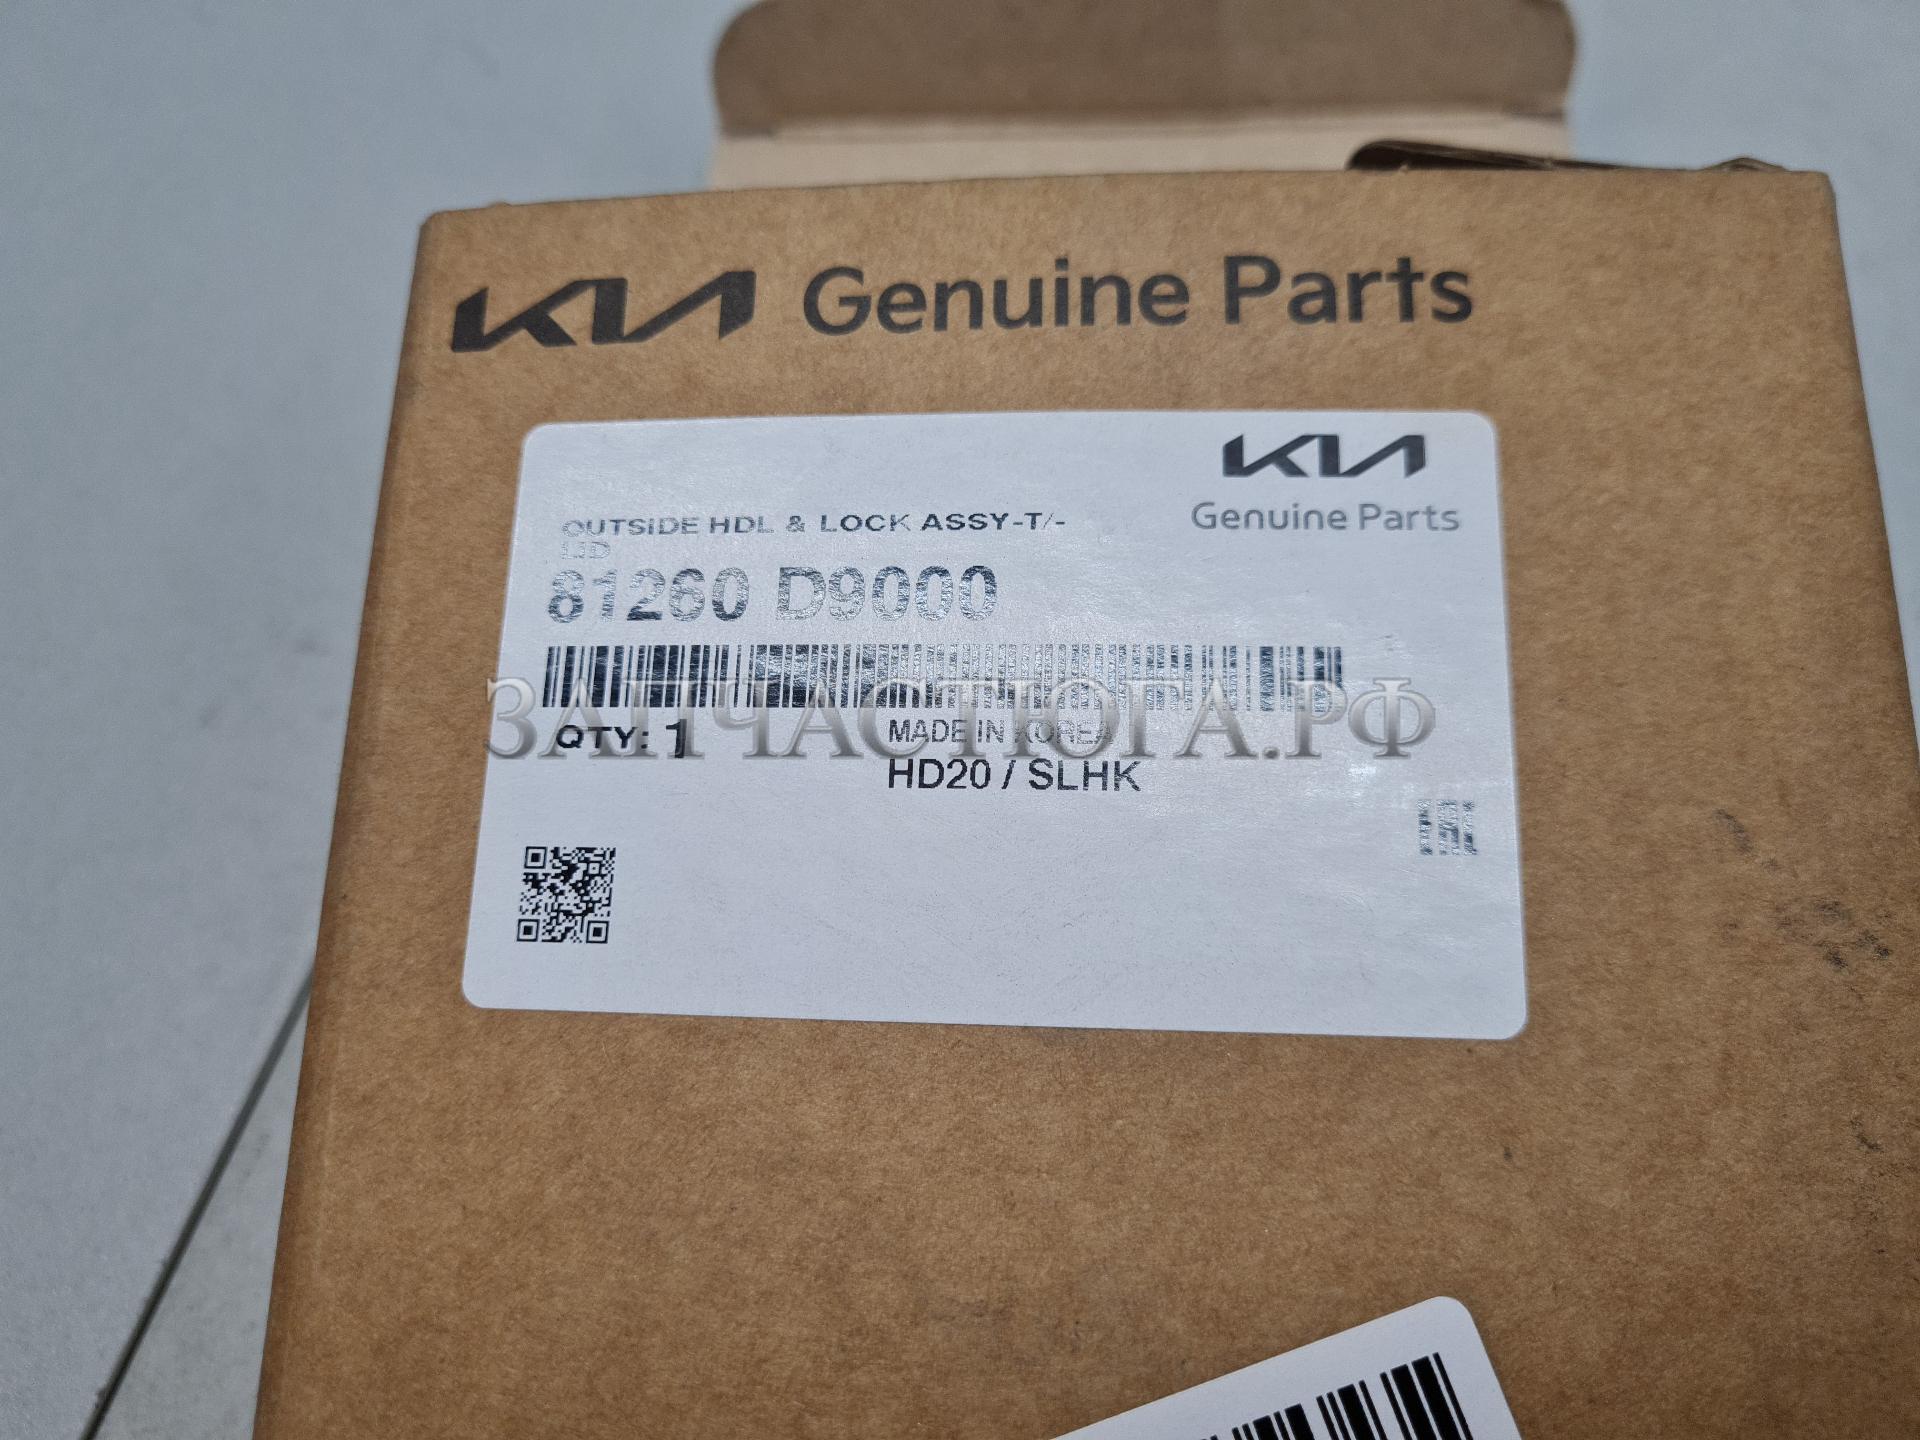 KIA Genuine Parts
KIA
Genuine Parts
OUTSIDE HDL & LOCK ASSY-T/-
LID
81260 D9000
ЗАПЧАСТЮГА.РФ
QTY: 1
MADE IN KOREA
HD20 / SLHK